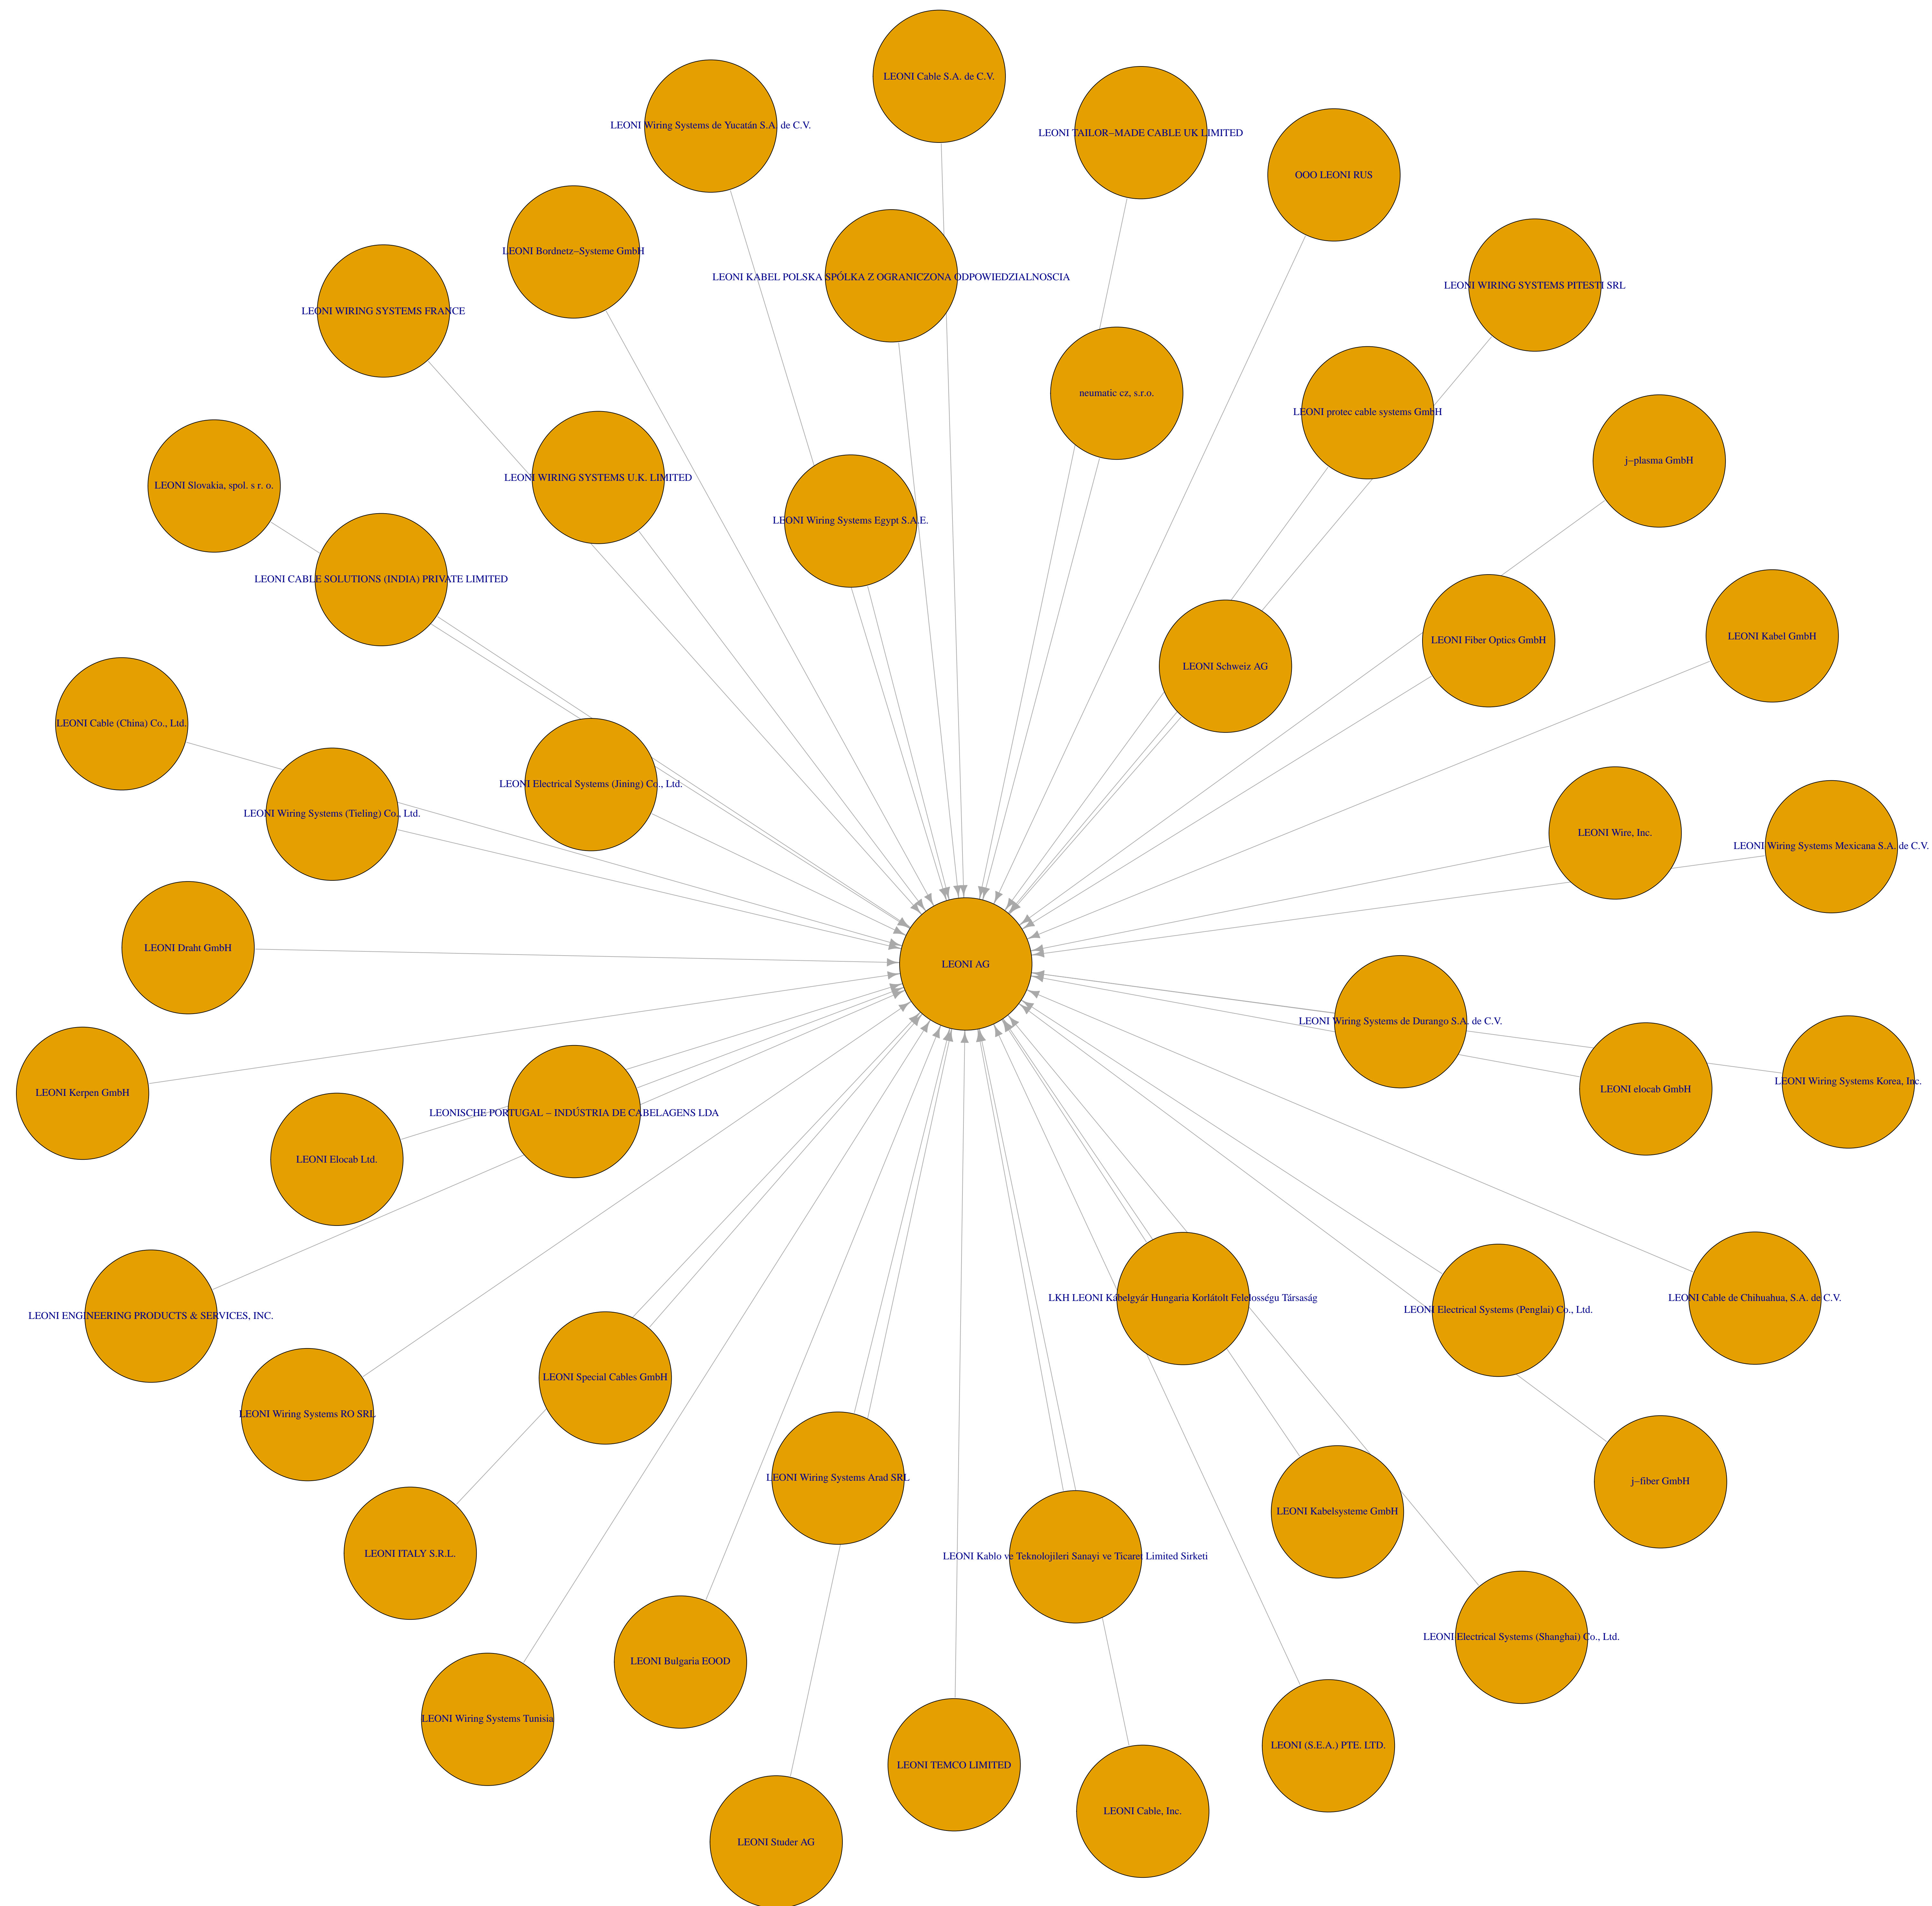 LEONI Cable S.A. de C.V.
LEONI Wiring Systems de Yucatán S.A. de C.V.
LEONI TAILOR−MADE CABLE UK LIMITED
OOO LEONI RUS
LEONI Bordnetz−Systeme GmbH
LEONI KABEL POLSKA SPÓLKA Z OGRANICZONA ODPOWIEDZIALNOSCIA
LEONI WIRING SYSTEMS PITESTI SRL
LEONI WIRING SYSTEMS FRANCE
neumatic cz, s.r.o.
LEONI protec cable systems GmbH
j−plasma GmbH
LEONI WIRING SYSTEMS U.K. LIMITED
LEONI Slovakia, spol. s r. o.
LEONI Wiring Systems Egypt S.A.E.
LEONI CABLE SOLUTIONS (INDIA) PRIVATE LIMITED
LEONI Kabel GmbH
LEONI Fiber Optics GmbH
LEONI Schweiz AG
LEONI Cable (China) Co., Ltd.
LEONI Electrical Systems (Jining) Co., Ltd.
LEONI Wiring Systems (Tieling) Co., Ltd.
LEONI Wire, Inc.
LEONI Wiring Systems Mexicana S.A. de C.V.
LEONI Draht GmbH
LEONI AG
LEONI Wiring Systems de Durango S.A. de C.V.
LEONI Wiring Systems Korea, Inc.
LEONI elocab GmbH
LEONI Kerpen GmbH
LEONISCHE PORTUGAL − INDÚSTRIA DE CABELAGENS LDA
LEONI Elocab Ltd.
LKH LEONI Kábelgyár Hungaria Korlátolt Felelosségu Társaság
LEONI Cable de Chihuahua, S.A. de C.V.
LEONI Electrical Systems (Penglai) Co., Ltd.
LEONI ENGINEERING PRODUCTS & SERVICES, INC.
LEONI Special Cables GmbH
LEONI Wiring Systems RO SRL
LEONI Wiring Systems Arad SRL
j−fiber GmbH
LEONI Kabelsysteme GmbH
LEONI ITALY S.R.L.
LEONI Kablo ve Teknolojileri Sanayi ve Ticaret Limited Sirketi
LEONI Electrical Systems (Shanghai) Co., Ltd.
LEONI Bulgaria EOOD
LEONI Wiring Systems Tunisia
LEONI (S.E.A.) PTE. LTD.
LEONI TEMCO LIMITED
LEONI Cable, Inc.
LEONI Studer AG